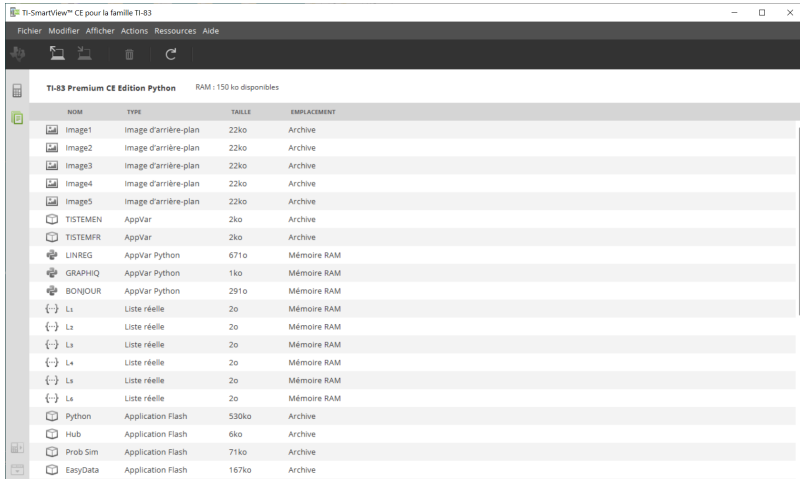 TI-SmartView™ CE pour la famille TI-83
Fichier Modifier Afficher Actions Ressources Aide
TI-83 Premium CE Edition Python RAM : 150 ko disponibles
NOM TYPE TAILLE EMPLACEMENT
Image1 Image d'arrière-plan 22ko Archive
Image2 Image d'arrière-plan 22ko Archive
Image3 Image d'arrière-plan 22ko Archive
Image4 Image d'arrière-plan 22ko Archive
Image5 Image d'arrière-plan 22ko Archive
TISTEMEN AppVar 2ko Archive
TISTEMFR AppVar 2ko Archive
LINREG AppVar Python 671o Mémoire RAM
GRAPHIQ AppVar Python 1ko Mémoire RAM
BONJOUR AppVar Python 291o Mémoire RAM
L₁ Liste réelle 2o Mémoire RAM
L₂ Liste réelle 2o Mémoire RAM
L₃ Liste réelle 2o Mémoire RAM
L₄ Liste réelle 2o Mémoire RAM
L₅ Liste réelle 2o Mémoire RAM
L₆ Liste réelle 2o Mémoire RAM
Python Application Flash 530ko Archive
Hub Application Flash 6ko Archive
Prob Sim Application Flash 71ko Archive
EasyData Application Flash 167ko Archive